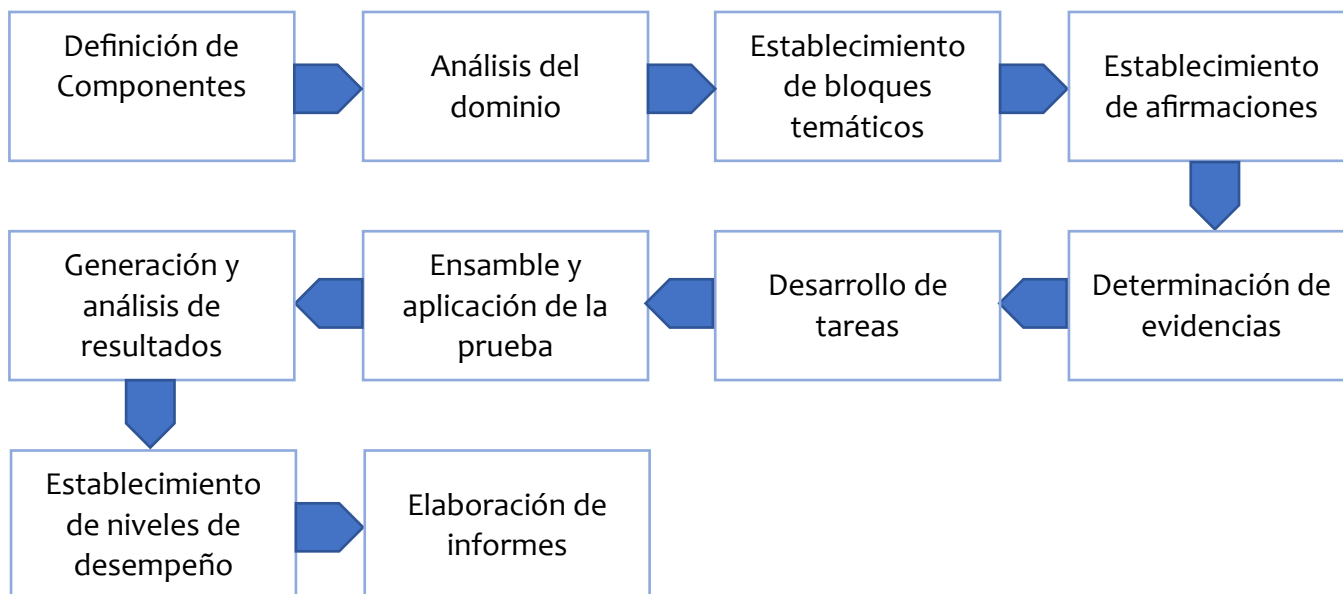 Definición de
Componentes
Análisis del
dominio
Establecimiento
de bloques
temáticos
Establecimiento
de afirmaciones
Determinación de
evidencias
Desarrollo de
tareas
Ensamble y
aplicación de la
prueba
Generación y
análisis de
resultados
Establecimiento
de niveles de
desempeño
Elaboración de
informes